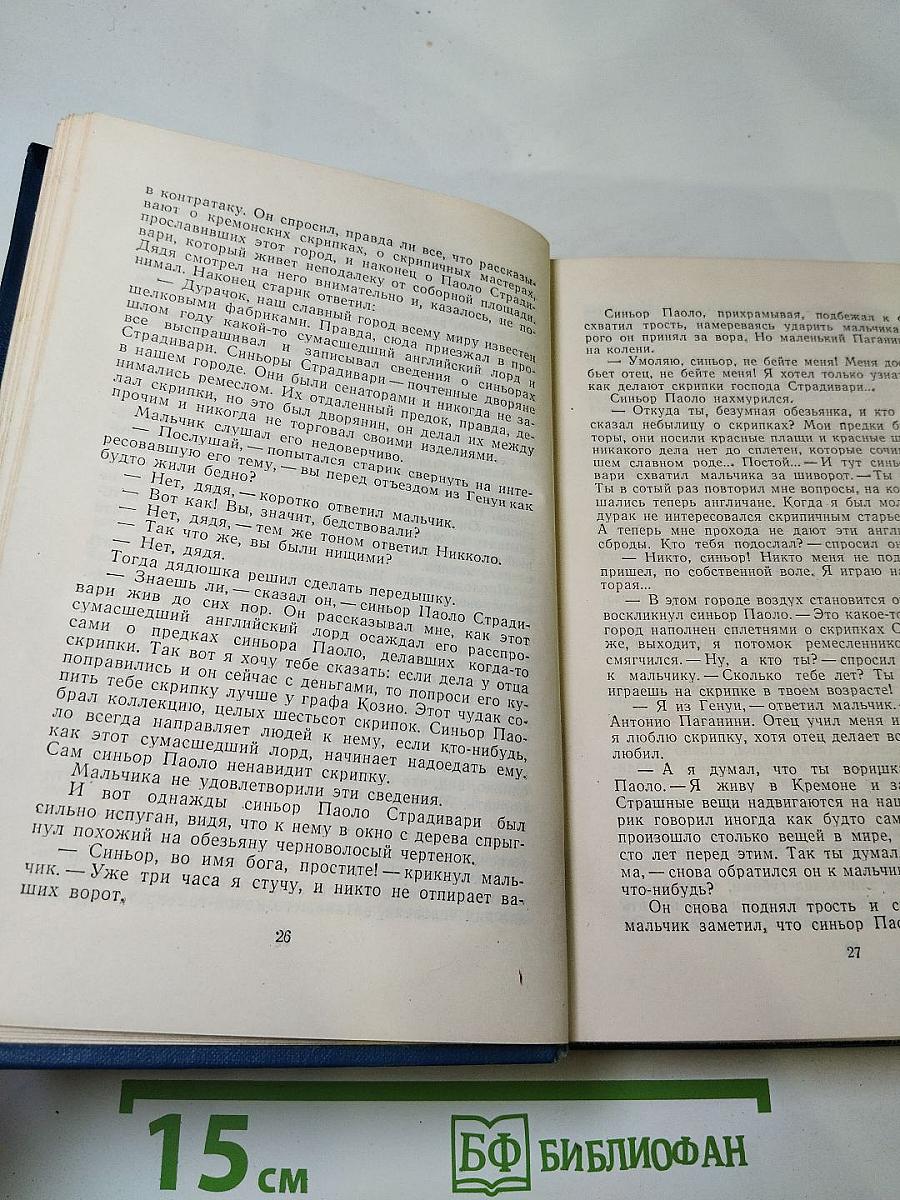 в контратаку. Он спросил, правда ли все, что рассказы-
вают о кремонских скрипках, о скрипичных мастерах,
прославивших этот город, и наконец о Паоло Стради-
вари, который живет неподалеку от соборной площади.
Дядя смотрел на него внимательно и, казалось, не по-
нимал. Наконец старик ответил:
— Дурачок, наш славный город всему миру известен
шелковыми фабриками. Правда, сюда приезжал в про-
шлом году какой-то сумасшедший английский лорд и
все выспрашивал и записывал сведения о синьорах
Страдивари. Синьоры Страдивари — почтенные дворяне
в нашем городе. Они были сенаторами и никогда не за-
нимались ремеслом. Их отдаленный предок, правда, де-
лал скрипки, но это был дворянин, он делал их между
прочим и никогда не торговал своими изделиями.
Мальчик слушал его недоверчиво.
— Послушай, — попытался старик свернуть на инте-
ресовавшую его тему, — вы перед отъездом из Генуи как
будто жили бедно?
— Нет, дядя, — коротко ответил мальчик.
— Вот как! Вы, значит, бедствовали?
— Нет, дядя, — тем же тоном ответил Никколо.
— Так что же, вы были нищими?
— Нет, дядя.
Тогда дядюшка решил сделать передышку.
— Знаешь ли, — сказал он, — синьор Паоло Стради-
вари жив до сих пор. Он рассказывал мне, как этот
сумасшедший английский лорд осаждал его расспро-
сами о предках синьора Паоло, делавших когда-то
скрипки. Так вот я хочу тебе сказать: если дела у отца
поправились и он сейчас с деньгами, то попроси его ку-
пить тебе скрипку лучше у графа Козио. Этот чудак со-
брал коллекцию, целых шестьсот скрипок. Синьор Пао-
ло всегда направляет людей к нему, если кто-нибудь,
как этот сумасшедший лорд, начинает надоедать ему.
Сам синьор Паоло ненавидит скрипку.
Мальчика не удовлетворили эти сведения.
И вот однажды синьор Паоло Страдивари был
сильно испуган, видя, что к нему в окно с дерева спрыг-
нул похожий на обезьяну черноволосый чертенок.
— Синьор, во имя бога, простите! — крикнул маль-
чик. — Уже три часа я стучу, и никто не отпирает ва-
ших ворот,
26
Синьор Паоло, прихрамывая, подбежал к
схватил трость, намереваясь ударить мальчика
рого он принял за вора. Но маленький Паганин
на колени.
— Умоляю, синьор, не бейте меня! Меня дос
бьет отец, не бейте меня! Я хотел только узнат
как делают скрипки господа Страдивари...
Синьор Паоло нахмурился.
— Откуда ты, безумная обезьянка, и кто
сказал небылицу о скрипках? Мои предки б
торы, они носили красные плащи и красные ш
никакого дела нет до сплетен, которые сочи
шем славном роде... Постой... — И тут синь
вари схватил мальчика за шиворот. — Ты
Ты в сотый раз повторил мне вопросы, на ко
шались теперь англичане. Когда я был мол
дурак не интересовался скрипичным старье
А теперь мне прохода не дают эти англи
сброды. Кто тебя подослал? — спросил он
— Никто, синьор! Никто меня не под
пришел, по собственной воле. Я играю на
торая...
— В этом городе воздух становится от
воскликнул синьор Паоло. — Это какое-т
город наполнен сплетнями о скрипках С
же, выходит, я потомок ремесленнико
смягчился. — Ну, а кто ты? — спросил
к мальчику. — Сколько тебе лет? Ты
играешь на скрипке в твоем возрасте!
— Я из Генуи, — ответил мальчик. —
Антонио Паганини. Отец учил меня и
я люблю скрипку, хотя отец делает вс
любил.
— А я думал, что ты воришка
Паоло. — Я живу в Кремоне и за
Страшные вещи надвигаются на наш
рик говорил иногда как будто сам
произошло столько вещей в мире,
сто лет перед этим. Так ты думал
ма, — снова обратился он к мальчик
что-нибудь?
Он снова поднял трость и с
мальчик заметил, что синьор Пао
27
15 см
БФ БИБЛИОФАН